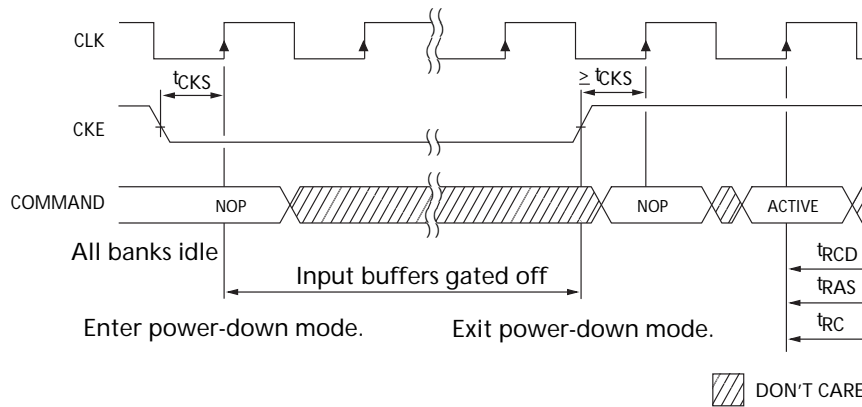 CLK
tCKS
≥ tCKS
CKE
COMMAND
NOP
NOP
ACTIVE
All banks idle
tRCD
Input buffers gated off
tRAS
Enter power-down mode.
Exit power-down mode.
tRC
DON'T CARE